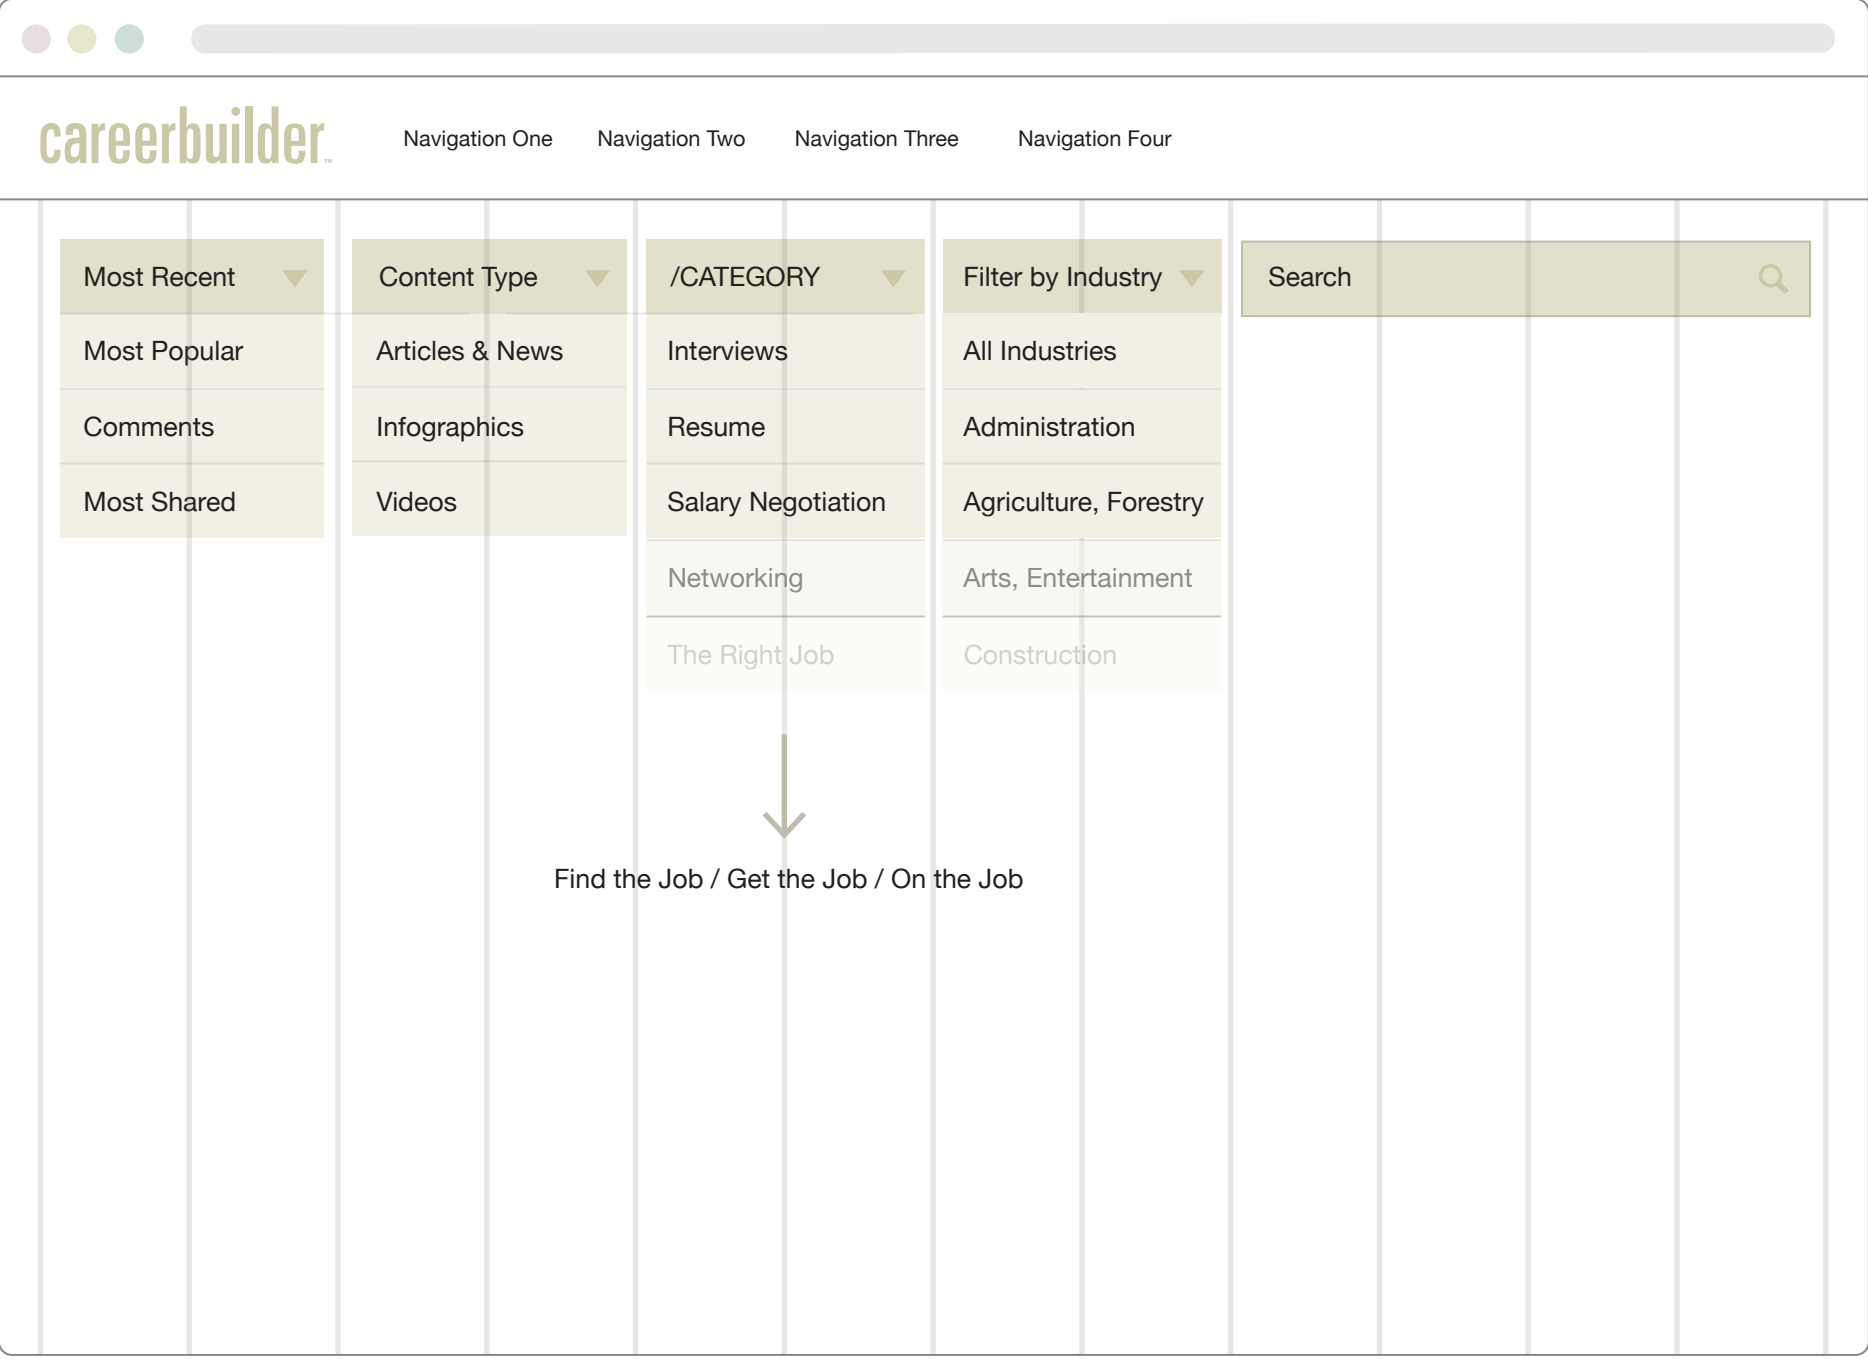 careerbuilder™
Navigation One
Navigation Two
Navigation Three
Navigation Four
Most Recent
Most Popular
Comments
Most Shared
Content Type
Articles & News
Infographics
Videos
/CATEGORY
Interviews
Resume
Salary Negotiation
Networking
The Right Job
Filter by Industry
All Industries
Administration
Agriculture, Forestry
Arts, Entertainment
Construction
Search
Find the Job / Get the Job / On the Job